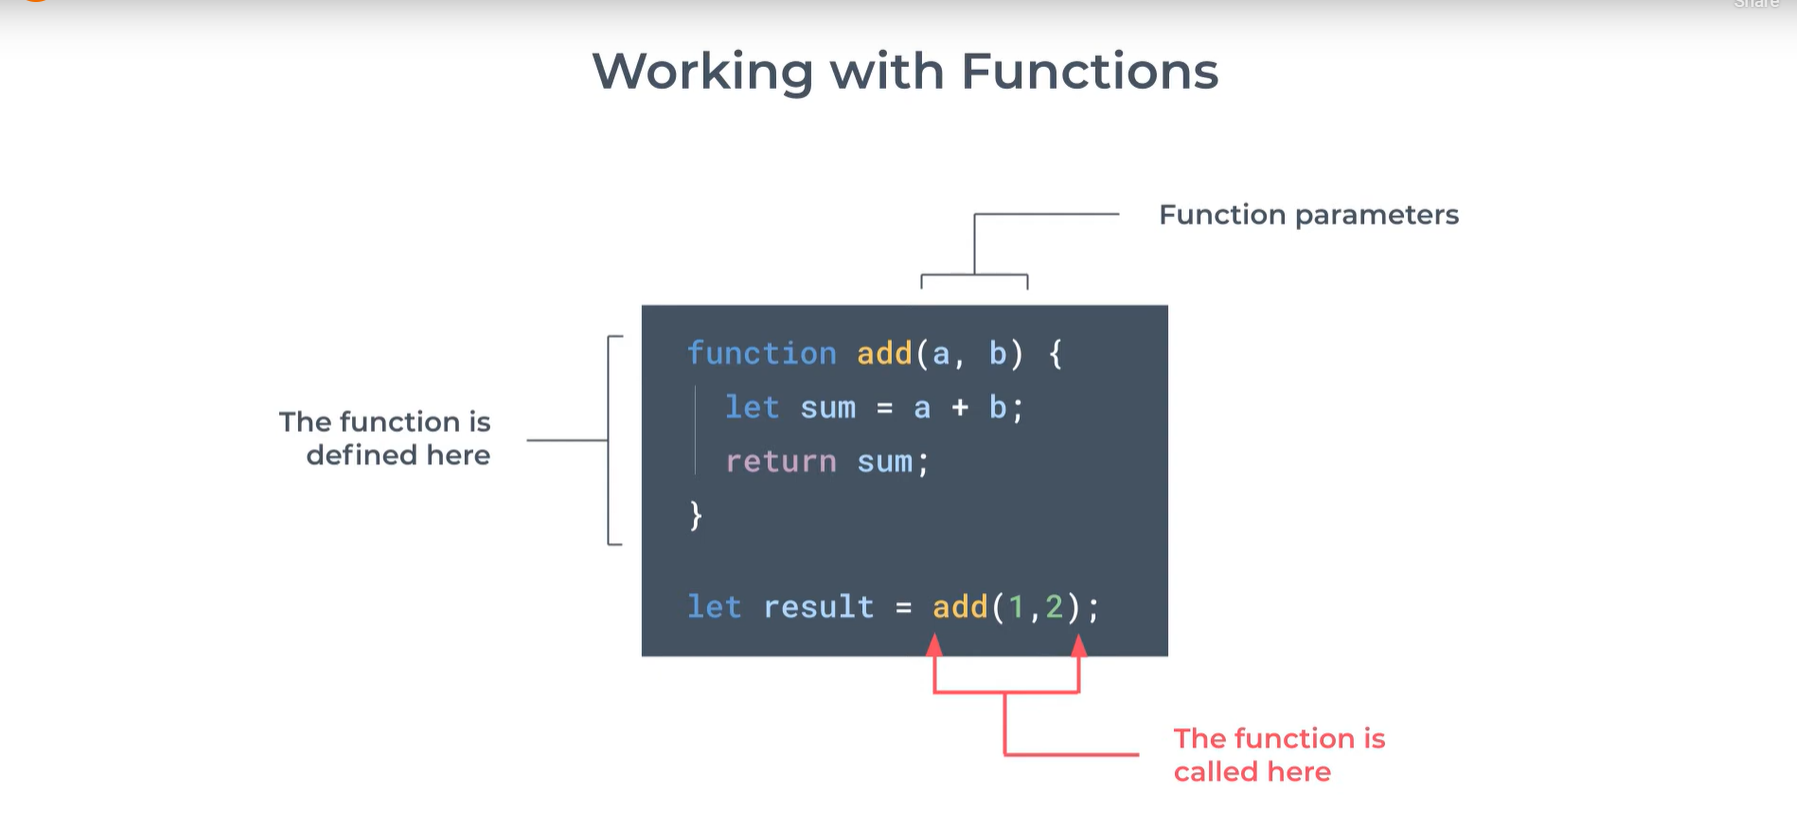 Share
Working with Functions
Function parameters
function add(a, b) {
let sum = a + b;
return sum;
}
The function is
defined here
let result = add(1,2);
The function is
called here